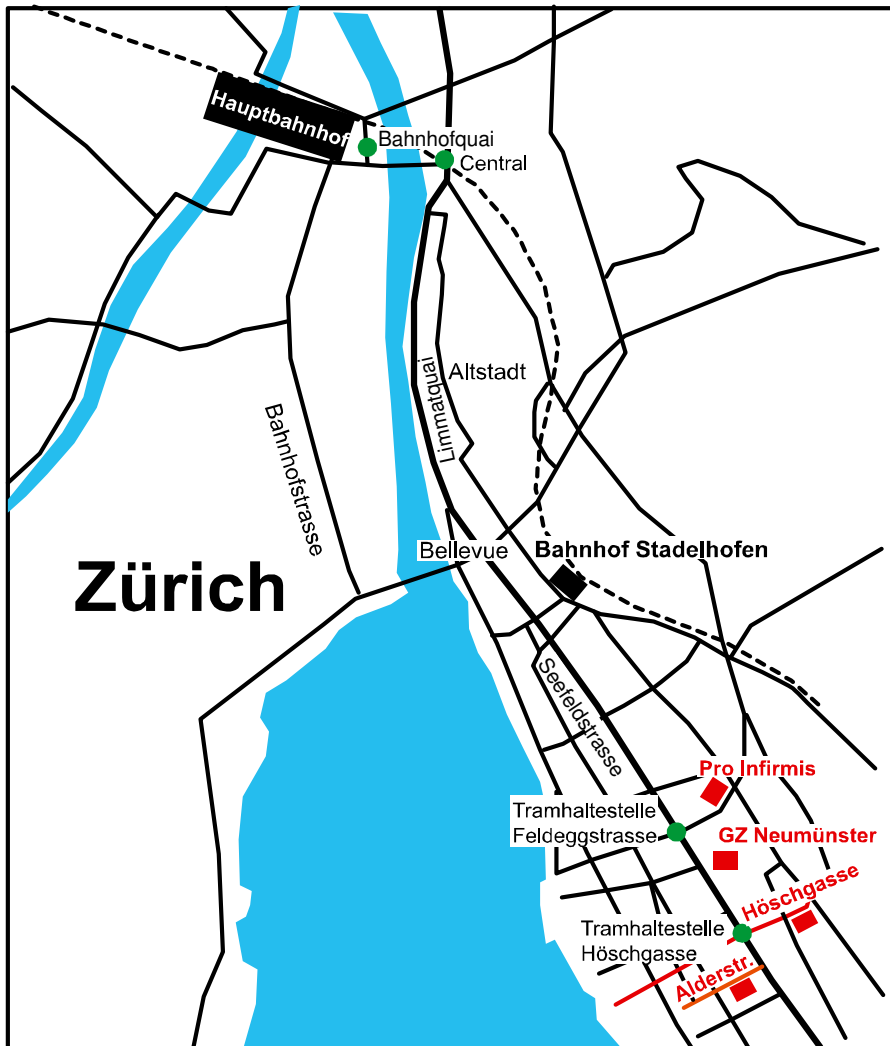 Hauptbahnhof
Bahnhofquai
Central
Altstadt
Limmatquai
Bahnhofstrasse
Bellevue
Bahnhof Stadelhofen
Zürich
Seefeldstrasse
Pro Infirmis
Tramhaltestelle
Feldeggstrasse
GZ Neumünster
Höschgasse
Tramhaltestelle
Höschgasse
Alderstr.